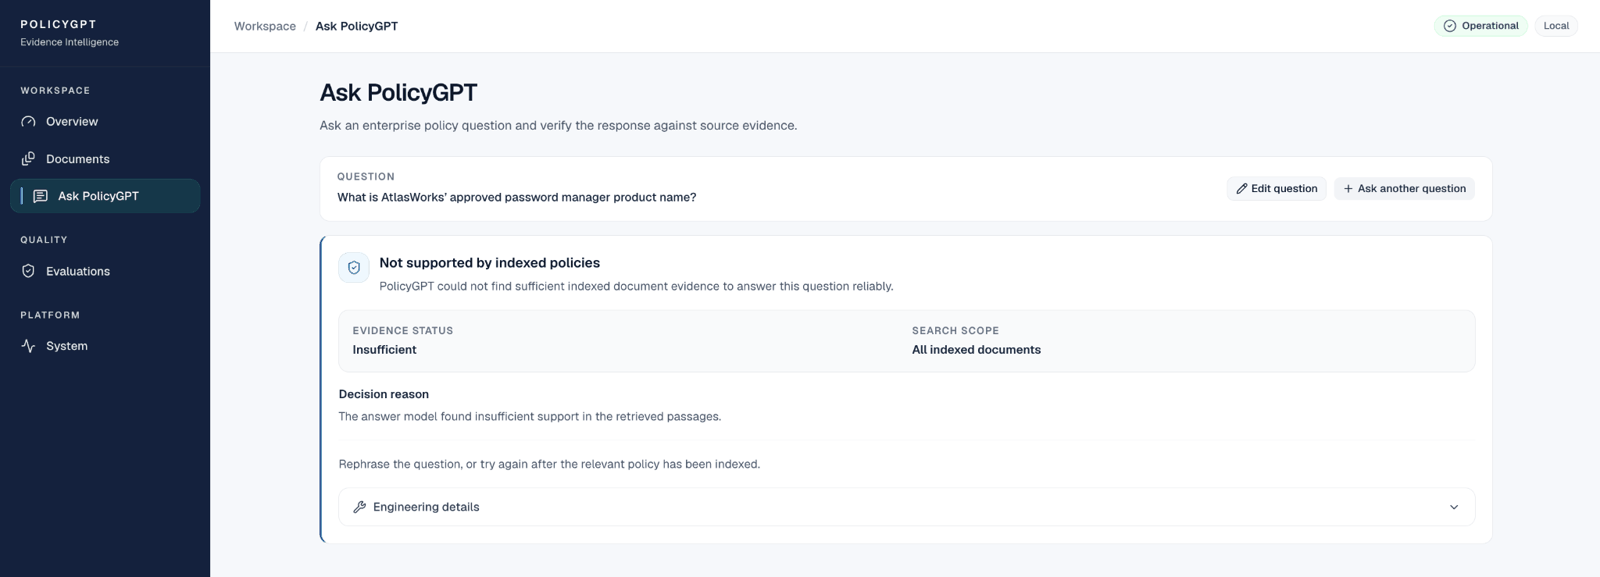 POLICYGPT
Evidence Intelligence
WORKSPACE
Overview
Documents
Ask PolicyGPT
QUALITY
Evaluations
PLATFORM
System
Workspace / Ask PolicyGPT
Operational
Local
Ask PolicyGPT
Ask an enterprise policy question and verify the response against source evidence.
QUESTION
What is AtlasWorks’ approved password manager product name?
Edit question
+ Ask another question
Not supported by indexed policies
PolicyGPT could not find sufficient indexed document evidence to answer this question reliably.
EVIDENCE STATUS
Insufficient
SEARCH SCOPE
All indexed documents
Decision reason
The answer model found insufficient support in the retrieved passages.
Rephrase the question, or try again after the relevant policy has been indexed.
Engineering details